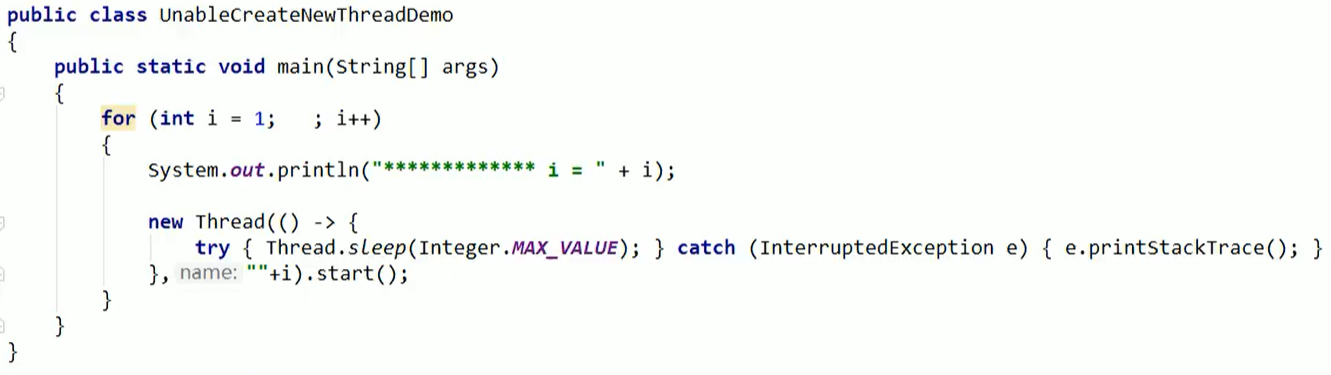 public class UnableCreateNewThreadDemo
{
    public static void main(String[] args)
    {
        for (int i = 1;   ; i++)
        {
            System.out.println("************* i = " + i);

            new Thread(() -> {
                try { Thread.sleep(Integer.MAX_VALUE); } catch (InterruptedException e) { e.printStackTrace(); }
            }, name: ""+i).start();
        }
    }
}